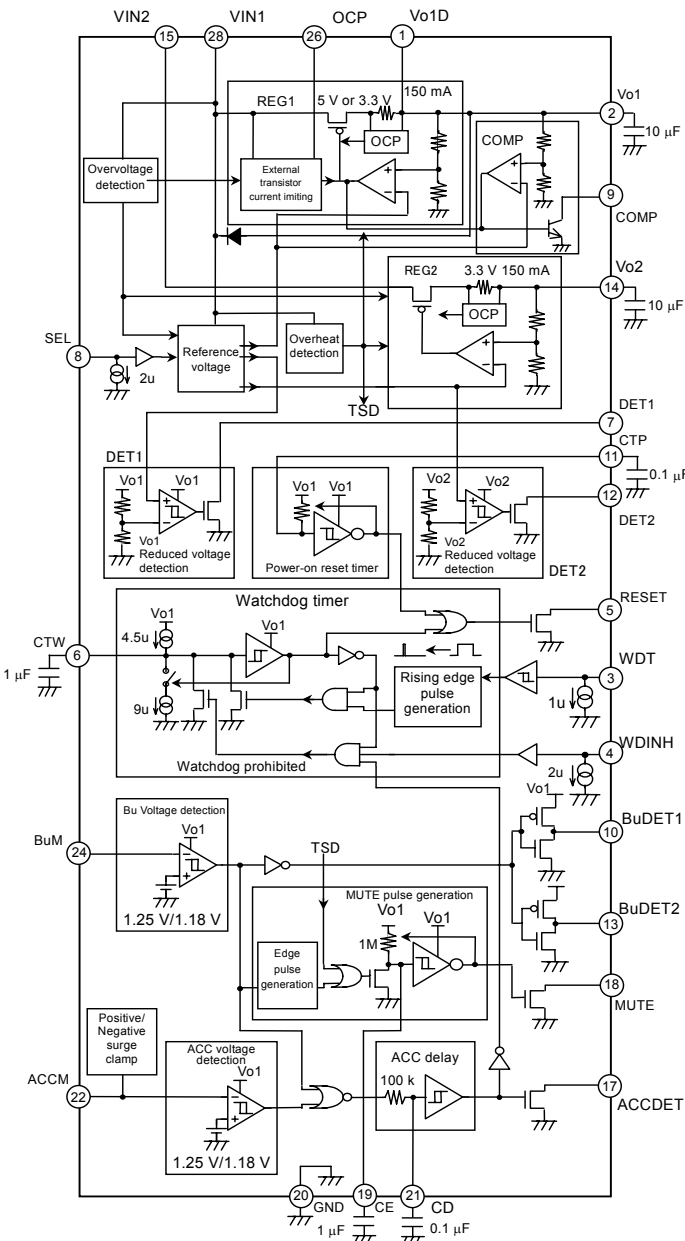 VIN2 VIN1 OCP Vo1D
15 28 26 1
150 mA
REG1 5 V or 3.3 V
Vo1
2
10 µF
OCP
COMP
Overvoltage
detection
External
transistor
current imiting
9
COMP
REG2 3.3 V 150 mA
Vo2
14
10 µF
OCP
SEL
8
2u
Reference
voltage
Overheat
detection
TSD
DET1
7
CTP
11
0.1 µF
12
DET2
DET1
Vo1 Vo1
Vo1
Reduced voltage
detection
Vo1 Vo1
Power-on reset timer
Vo2 Vo2
Vo2
Reduced voltage
detection
DET2
Watchdog timer
RESET
5
CTW
6
1 µF
Vo1
4.5u
Vo1
9u
Rising edge
pulse
generation
WDT
3
1u
Watchdog prohibited
WDINH
4
2u
Bu Voltage detection
Vo1
BuM
24
1.25 V/1.18 V
TSD
Vo1
BuDET1
10
BuDET2
13
MUTE pulse generation
Vo1 Vo1
1M
Edge
pulse
generation
18
MUTE
Positive/
Negative
surge
clamp
ACC voltage
detection
Vo1
ACCM
22
1.25 V/1.18 V
ACC delay
100 k
17
ACCDET
20 GND 19 CE 21 CD
1 µF 0.1 µF